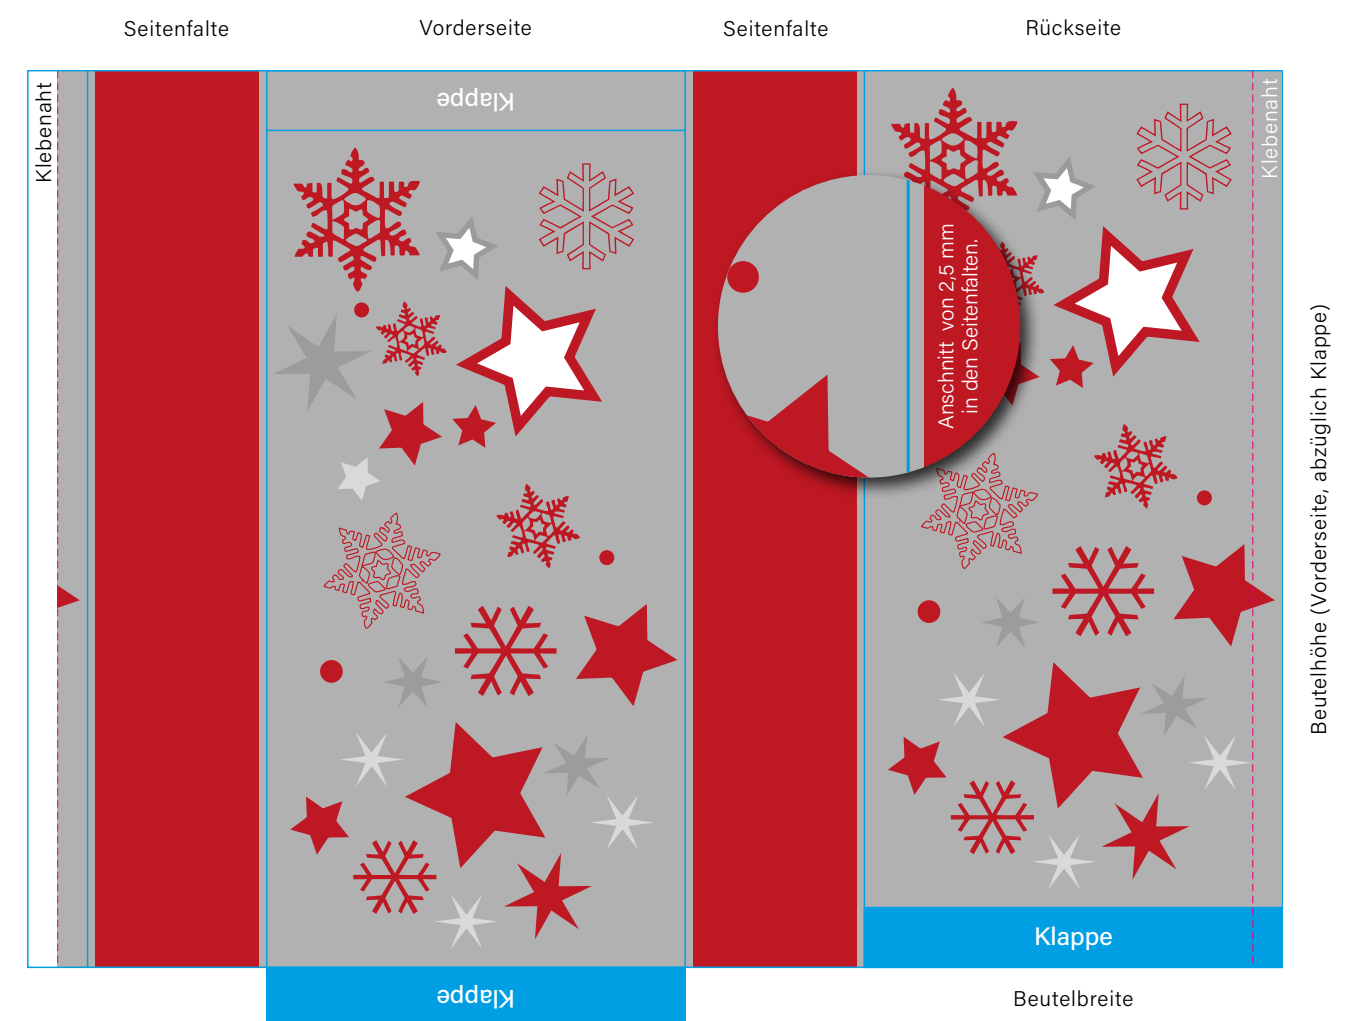 Seitenfalte
Vorderseite
Seitenfalte
Rückseite
Klebenaht
Klappe
Klebenaht
Anschnitt von 2,5 mm
in den Seitenfalten.
Beutelhöhe (Vorderseite, abzüglich Klappe)
Klappe
Klappe
Beutelbreite